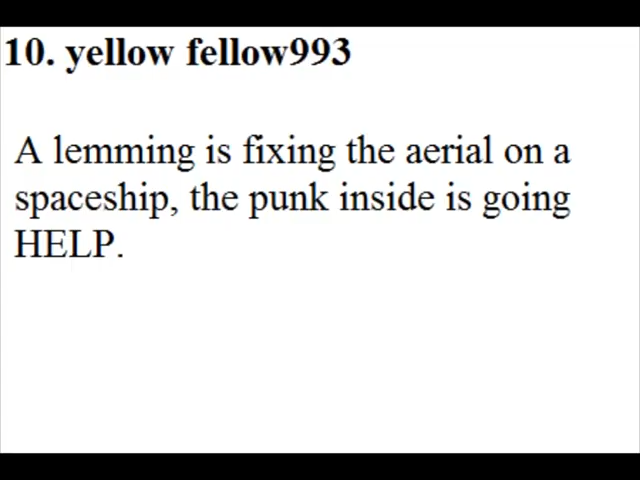 10. yellow fellow993
A lemming is fixing the aerial on a
spaceship, the punk inside is going
HELP.